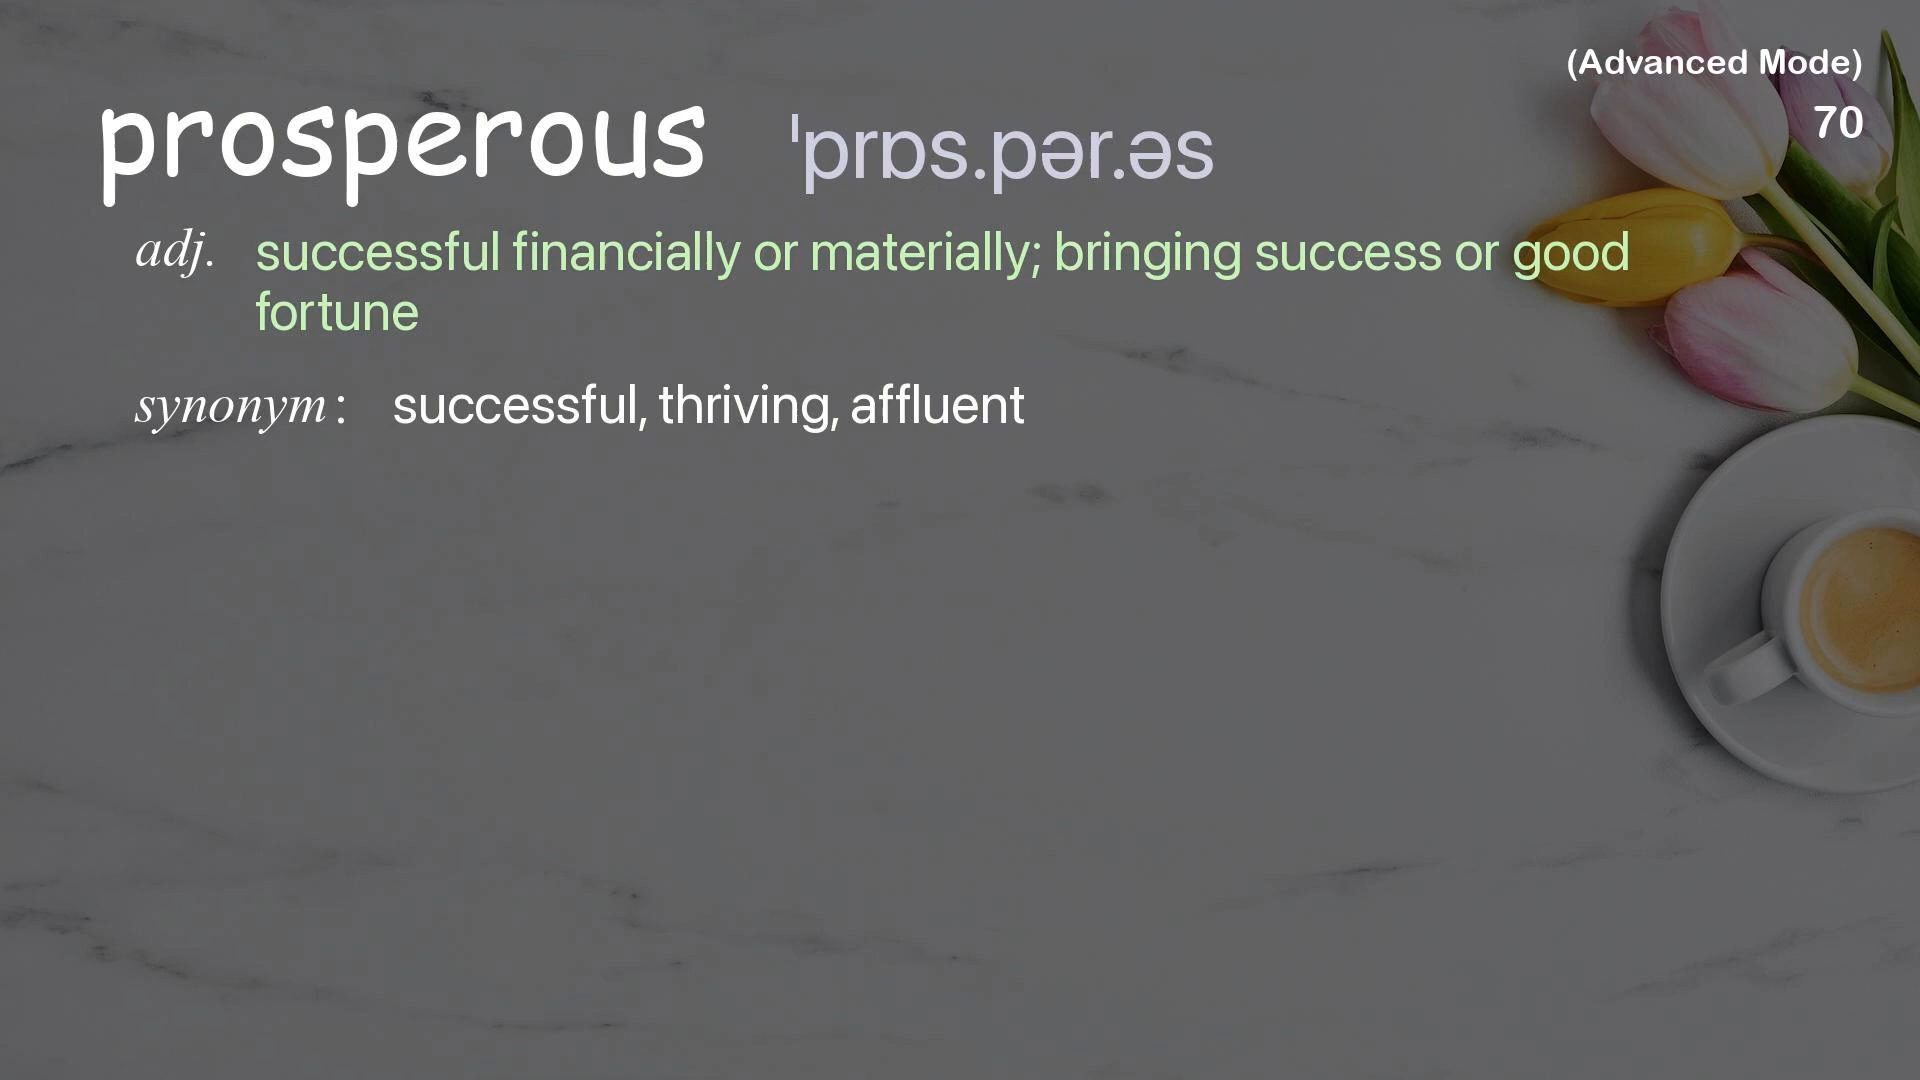 (Advanced Mode)
70
prosperous ˈprɒs.pər.əs
adj. successful financially or materially; bringing success or good
fortune
synonym: successful, thriving, affluent